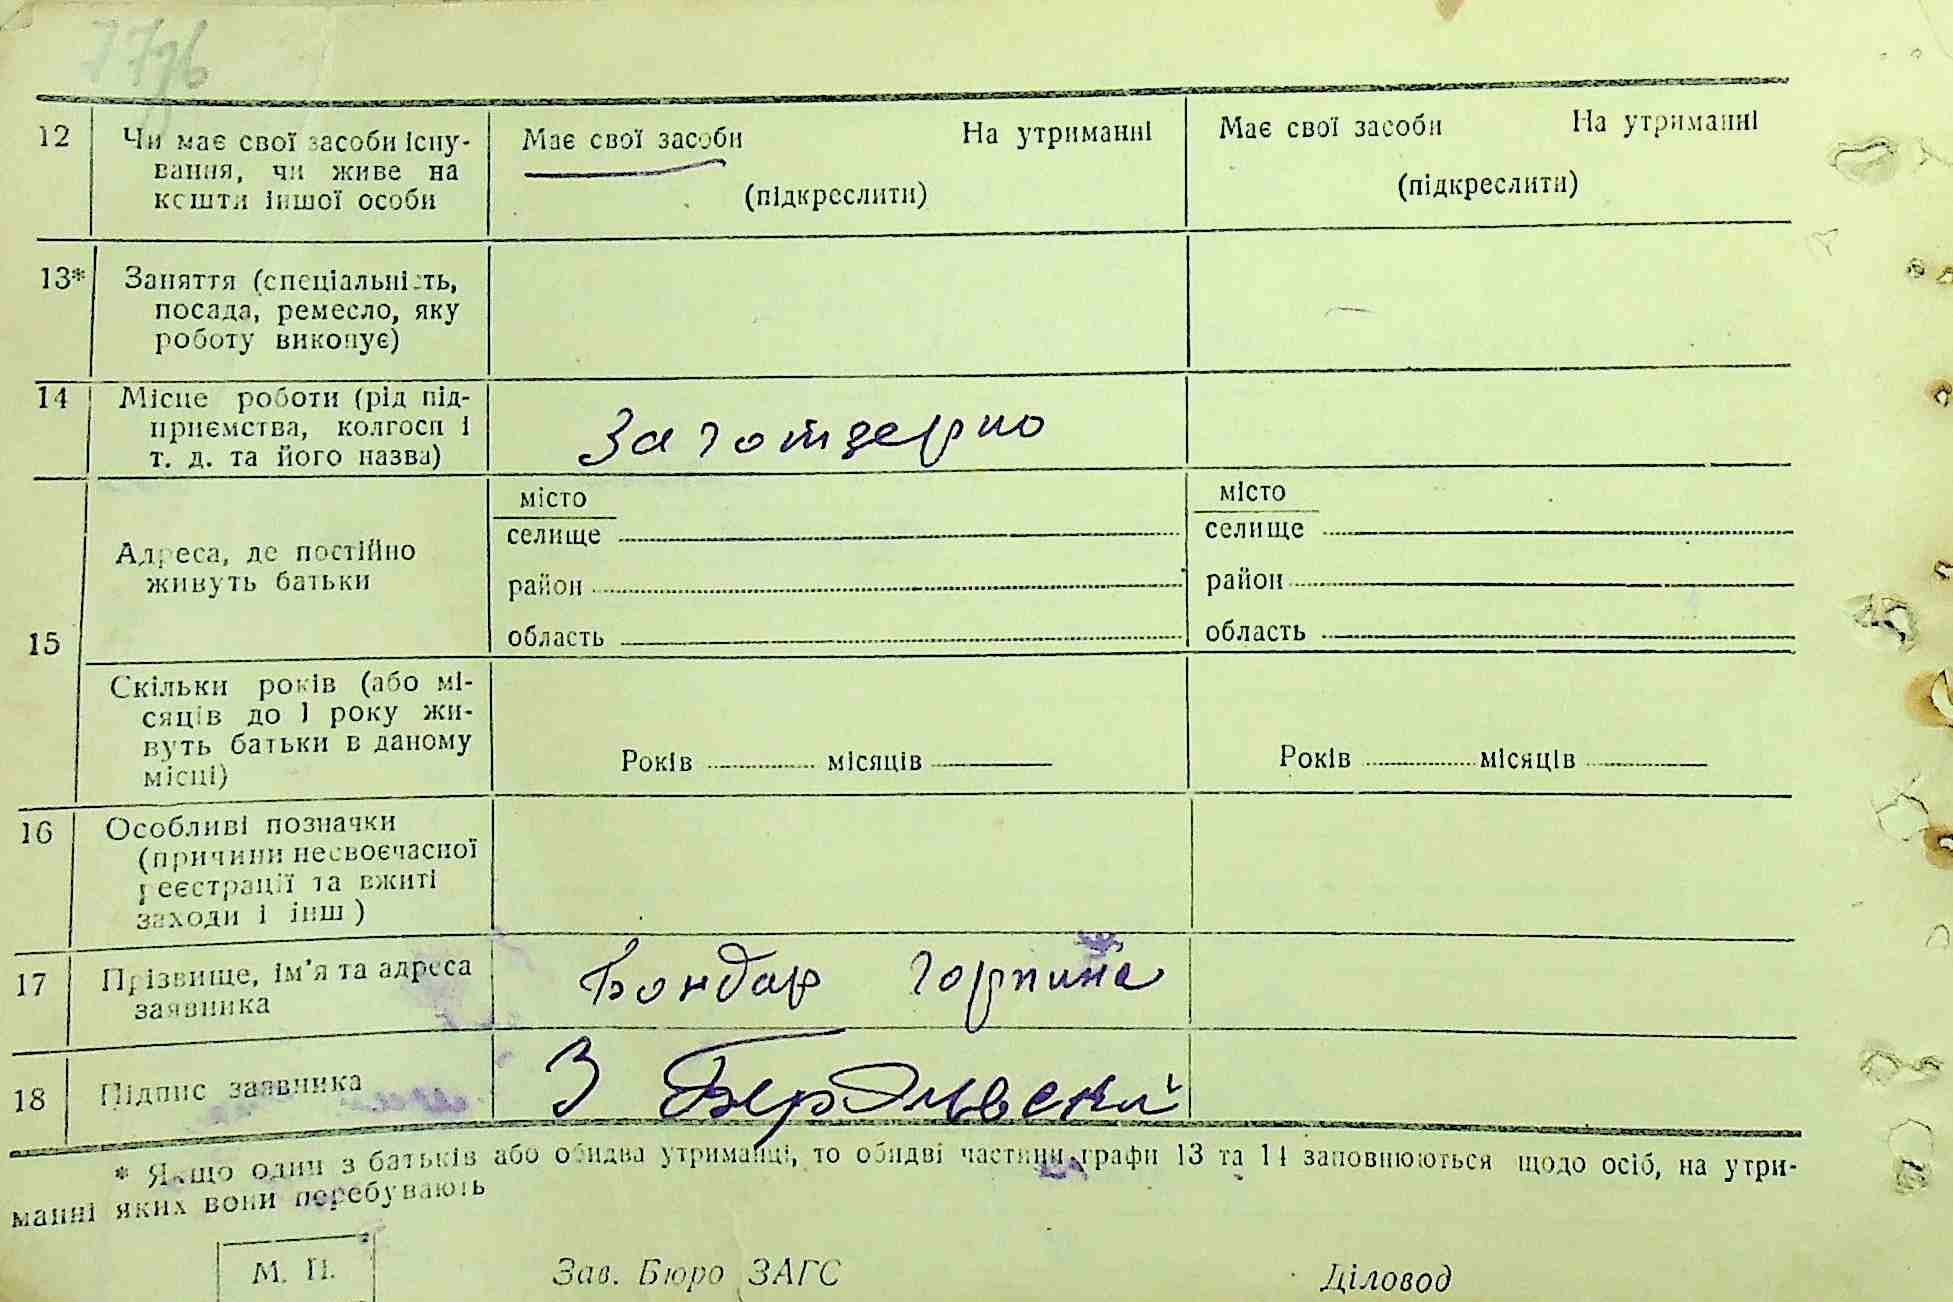 12 Чи має свої засоби існу-
вання, чи живе на
кошти іншої особи
Має свої засоби На утриманні
(підкреслити)
Має свої засоби На утриманні
(підкреслити)
13* Заняття (спеціальність,
посада, ремесло, яку
роботу виконує)
14 Місце роботи (рід під-
приємства, колгосп і
т. д. та його назва)
Заготзерно
15
Адреса, де постійно
живуть батьки
місто
селище
район
область
місто
селище
район
область
Скільки років (або мі-
сяців до 1 року жи-
вуть батьки в даному
місці)
Років місяців
Років місяців
16 Особливі позначки
(причини несвоєчасної
реєстрації та вжиті
заходи і інш)
17 Прізвище, ім'я та адреса
заявника
Бондар Горпина
18 Підпис заявника
З
* Якщо один з батьків або обидва утриманці, то обидві частини графи 13 та 14 заповнюються щодо осіб, на утри-
манні яких вони перебувають
М. П.
Зав. Бюро ЗАГС
Діловод